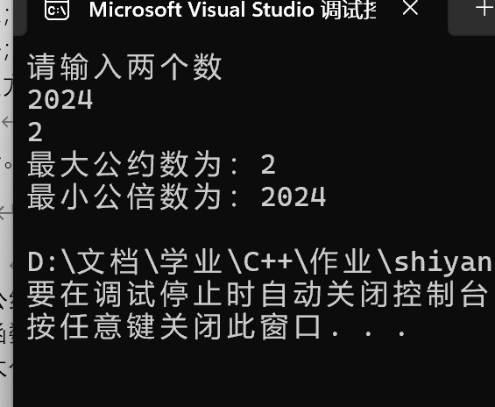 Microsoft Visual Studio 调试
请输入两个数
2024
2
最大公约数为: 2
最小公倍数为: 2024
D:\文档\学业\C++\作业\shiyan
要在调试停止时自动关闭控制台
按任意键关闭此窗口. . .